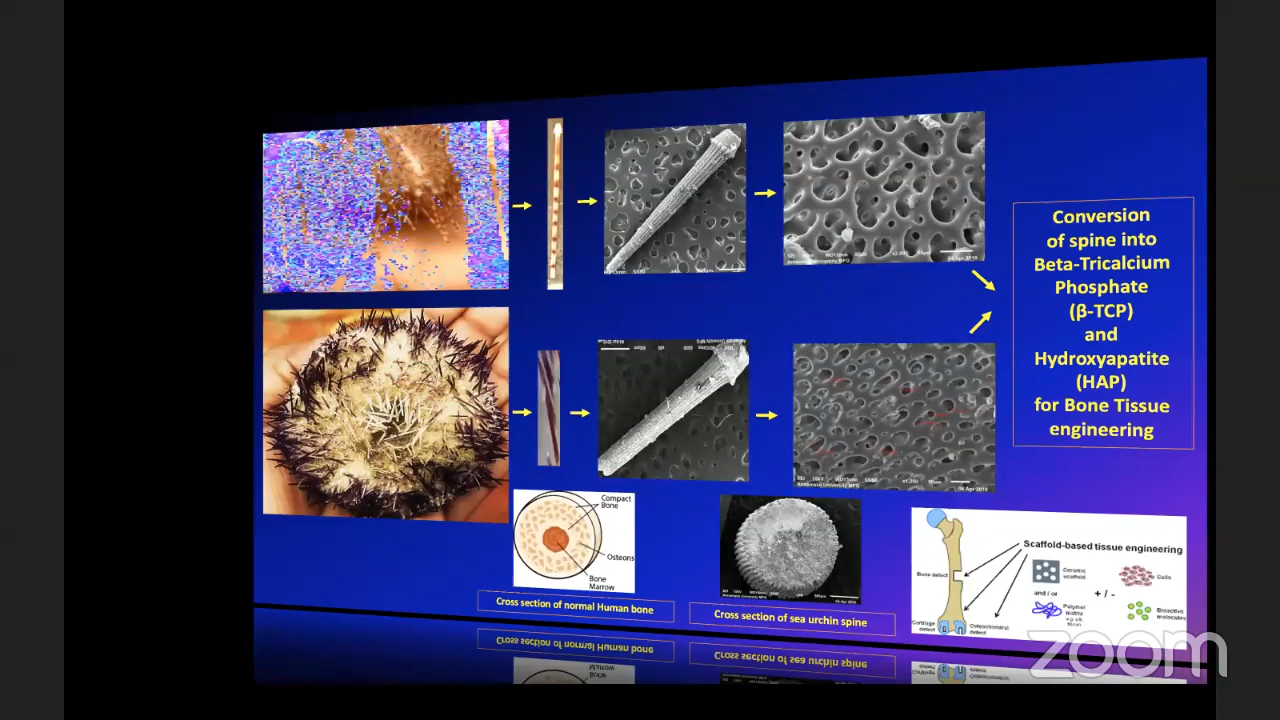 Conversion
of spine into
Beta-Tricalcium
Phosphate
(β-TCP)
and
Hydroxyapatite
(HAP)
for Bone Tissue
engineering
Compact
Bone
Osteons
Bone
Marrow
Cross section of normal Human bone
Cross section of sea urchin spine
Scaffold-based tissue engineering
Bone defect
Ceramic
scaffold
Cells
and / or
+ / -
Polymer
matrix
Bioactive
molecules
Cartilage
defect
Osteochondral
defect
zoom